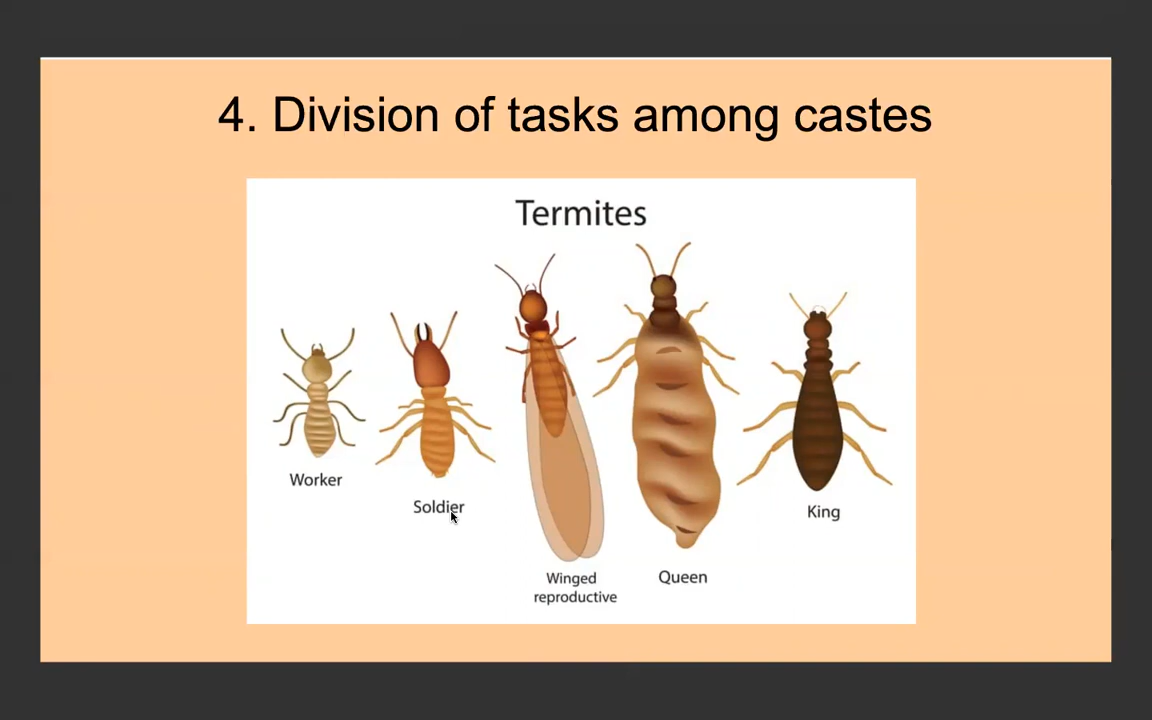 4. Division of tasks among castes
Termites
Worker
Soldier
Winged
reproductive
Queen
King